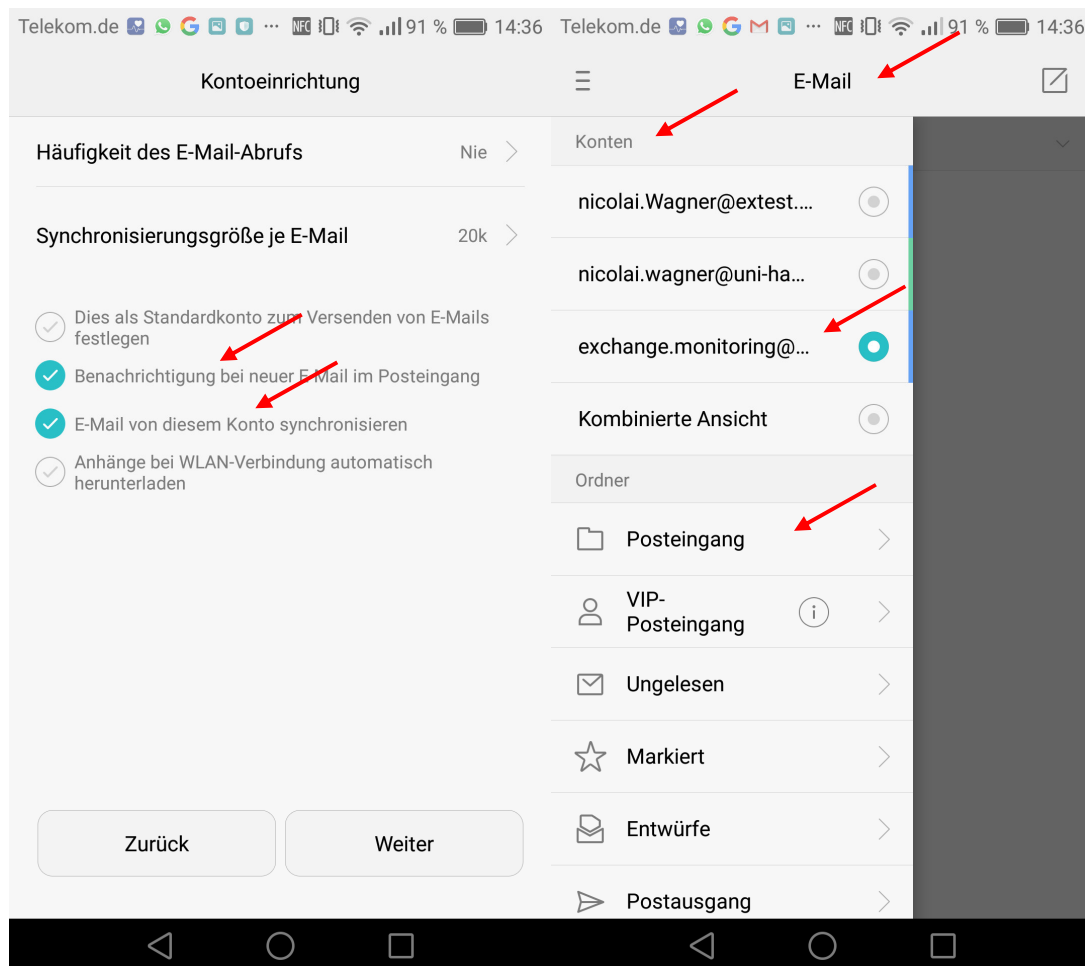 Telekom.de 91 % 14:36
Kontoeinrichtung
Häufigkeit des E-Mail-Abrufs Nie
Synchronisierungsgröße je E-Mail 20k
Dies als Standardkonto zum Versenden von E-Mails
festlegen
Benachrichtigung bei neuer E-Mail im Posteingang
E-Mail von diesem Konto synchronisieren
Anhänge bei WLAN-Verbindung automatisch
herunterladen
Zurück Weiter
Telekom.de NFC 91 % 14:36
E-Mail
Konten
nicolai.Wagner@extest....
nicolai.wagner@uni-ha...
exchange.monitoring@...
Kombinierte Ansicht
Ordner
Posteingang
VIP-
Posteingang
Ungelesen
Markiert
Entwürfe
Postausgang